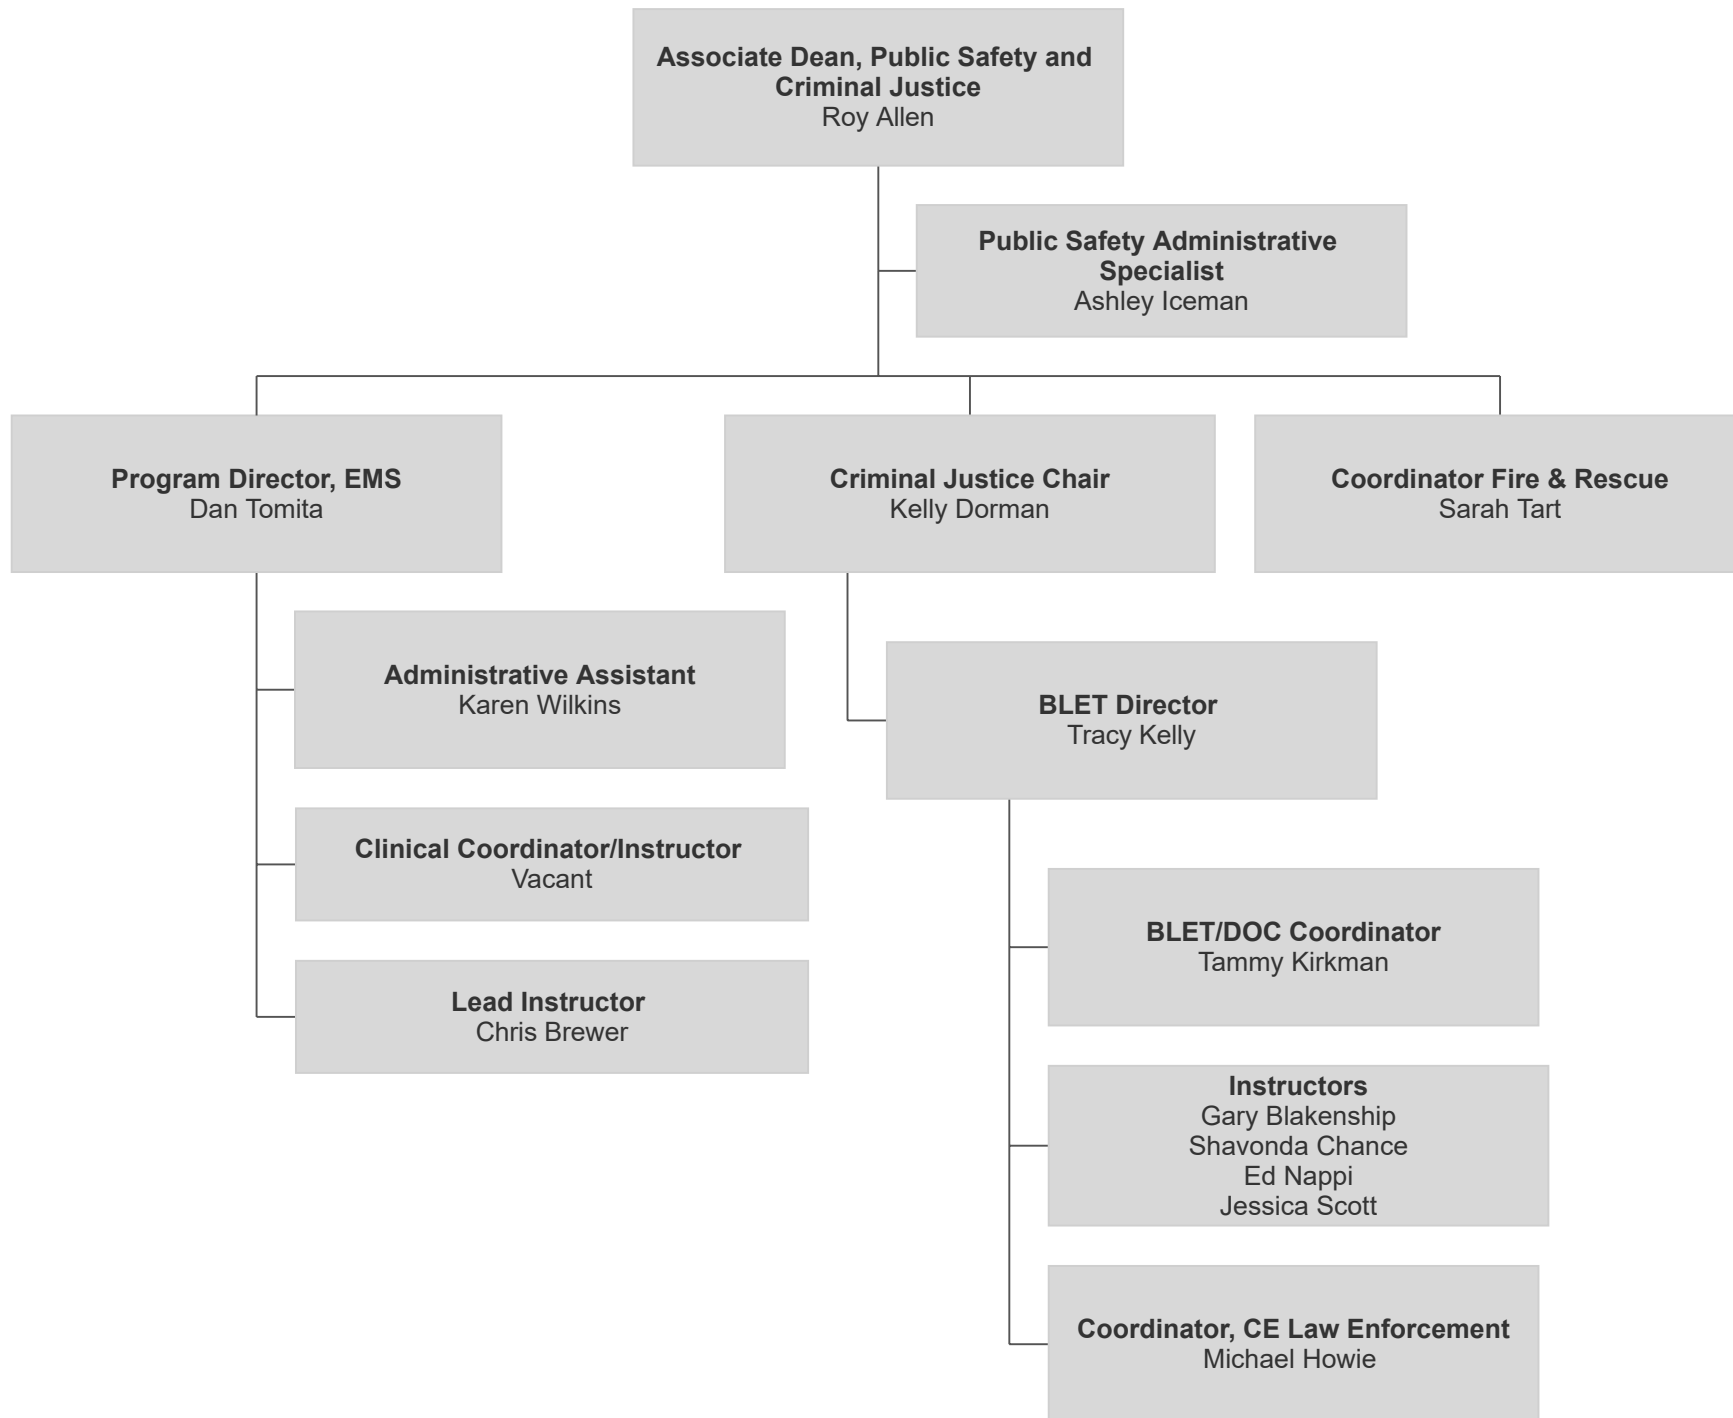 Associate Dean, Public Safety and
Criminal Justice
Roy Allen
Public Safety Administrative
Specialist
Ashley Iceman
Program Director, EMS
Dan Tomita
Criminal Justice Chair
Kelly Dorman
Coordinator Fire & Rescue
Sarah Tart
Administrative Assistant
Karen Wilkins
BLET Director
Tracy Kelly
Clinical Coordinator/Instructor
Vacant
BLET/DOC Coordinator
Tammy Kirkman
Lead Instructor
Chris Brewer
Instructors
Gary Blakenship
Shavonda Chance
Ed Nappi
Jessica Scott
Coordinator, CE Law Enforcement
Michael Howie